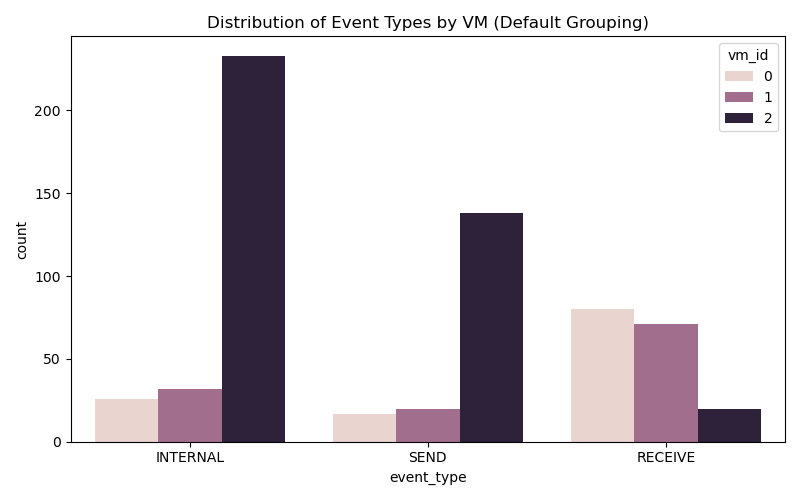 Distribution of Event Types by VM (Default Grouping)
vm_id
0
1
2
count
200
150
100
50
0
INTERNAL
SEND
RECEIVE
event_type